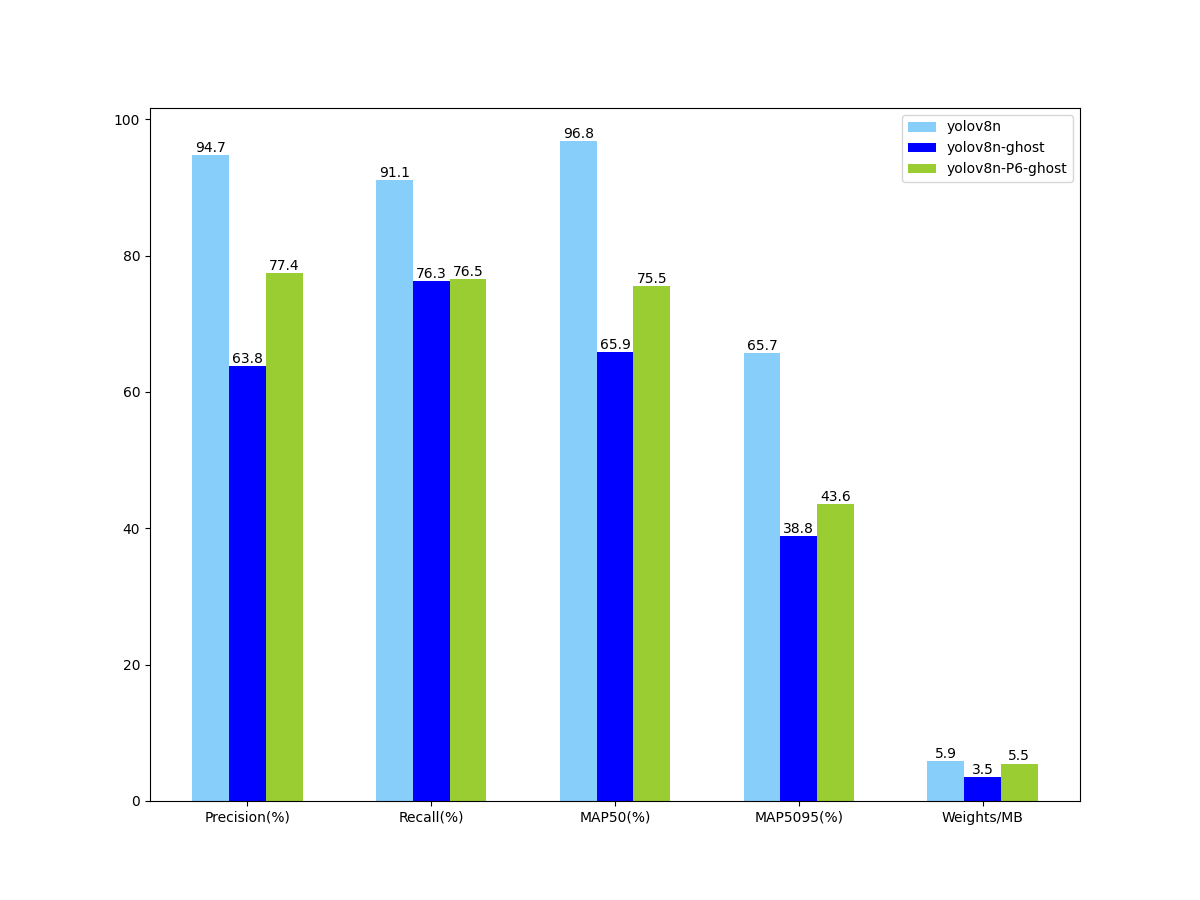 100
80
60
40
20
0
94.7
63.8
77.4
91.1
76.3
76.5
96.8
65.9
75.5
65.7
38.8
43.6
5.9
3.5
5.5
Precision(%)
Recall(%)
MAP50(%)
MAP5095(%)
Weights/MB
yolov8n
yolov8n-ghost
yolov8n-P6-ghost